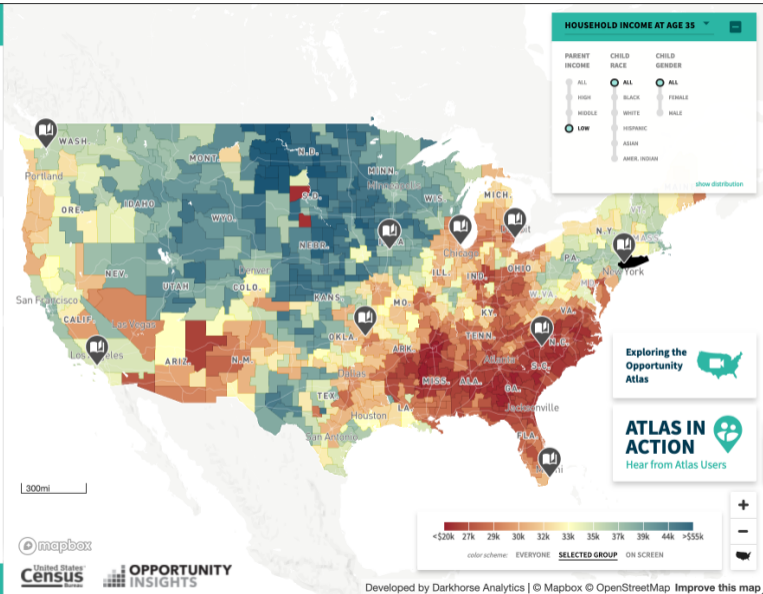 HOUSEHOLD INCOME AT AGE 35
PARENT INCOME
CHILD RACE
CHILD GENDER
ALL
ALL
ALL
HIGH
BLACK
FEMALE
MIDDLE
WHITE
MALE
LOW
HISPANIC
ASIAN
AMER. INDIAN
show distribution
WASH.
Portland
MONT.
N.D.
MINN.
Minneapolis
ORE.
IDAHO
S.D.
WIS.
MICH.
VT.
WYO.
N.Y.
MASS.
NEBR.
Chicago
PA.
New York
NEV.
UTAH
Denver
COLO.
ILL.
IND.
OHIO
San Francisco
KANS.
MO.
W.VA.
VA.
CALIF.
Las Vegas
KY.
Los Angeles
ARIZ.
N.M.
OKLA.
ARK.
TENN.
N.C.
Atlanta
S.C.
Dallas
MISS.
ALA.
GA.
TEX.
LA.
Jacksonville
Houston
San Antonio
FLA.
Exploring the
Opportunity
Atlas
ATLAS IN
ACTION
Hear from Atlas Users
300mi
<$20k 27k 29k 30k 32k 33k 35k 37k 39k 44k >$55k
color scheme: EVERYONE SELECTED GROUP ON SCREEN
mapbox
United States®
Census
Bureau
OPPORTUNITY
INSIGHTS
Developed by Darkhorse Analytics | © Mapbox © OpenStreetMap Improve this map